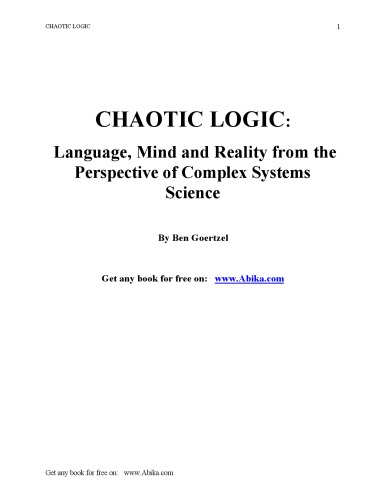 CHAOTIC LOGIC 1
CHAOTIC LOGIC:
Language, Mind and Reality from the
Perspective of Complex Systems
Science
By Ben Goertzel
Get any book for free on: www.Abika.com
Get any book for free on: www.Abika.com